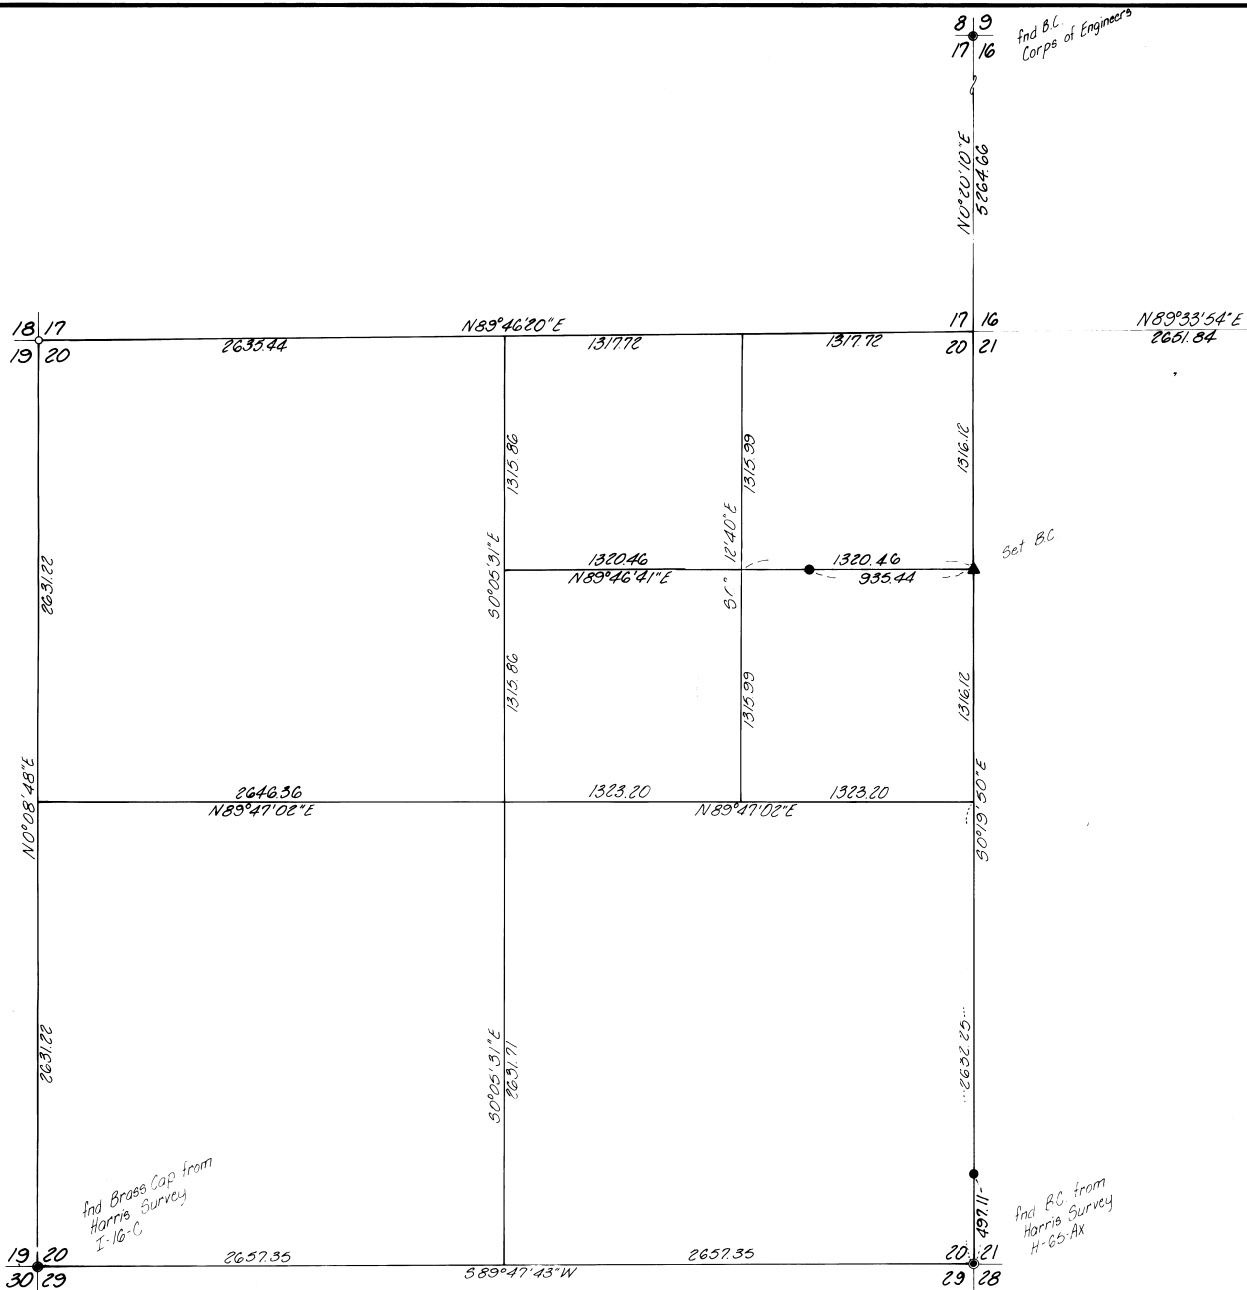 8 9
17 16
fnd B.C.
Corps of Engineers
N0°20'10"E
5264.66
18 17
19 20
N89°46'20"E
2635.44
1317.72
1317.72
17 16
20 21
N89°33'54"E
2651.84
1315.86
1315.99
1316.12
2631.22
S0°05'31"E
1320.46
N89°46'41"E
12'40"E
1320.46
935.44
Set B.C
1315.86
1315.99
1316.12
N0°08'48"E
2646.36
N89°47'02"E
1323.20
N89°47'02"E
1323.20
S0°19'50"E
2631.22
S0°05'31"E
2631.71
2632.25
fnd Brass Cap from
Harris Survey
I-16-C
497.11
fnd B.C. from
Harris Survey
H-65-Ax
19 20
30 29
2657.35
S89°47'43"W
2657.35
20 21
29 28